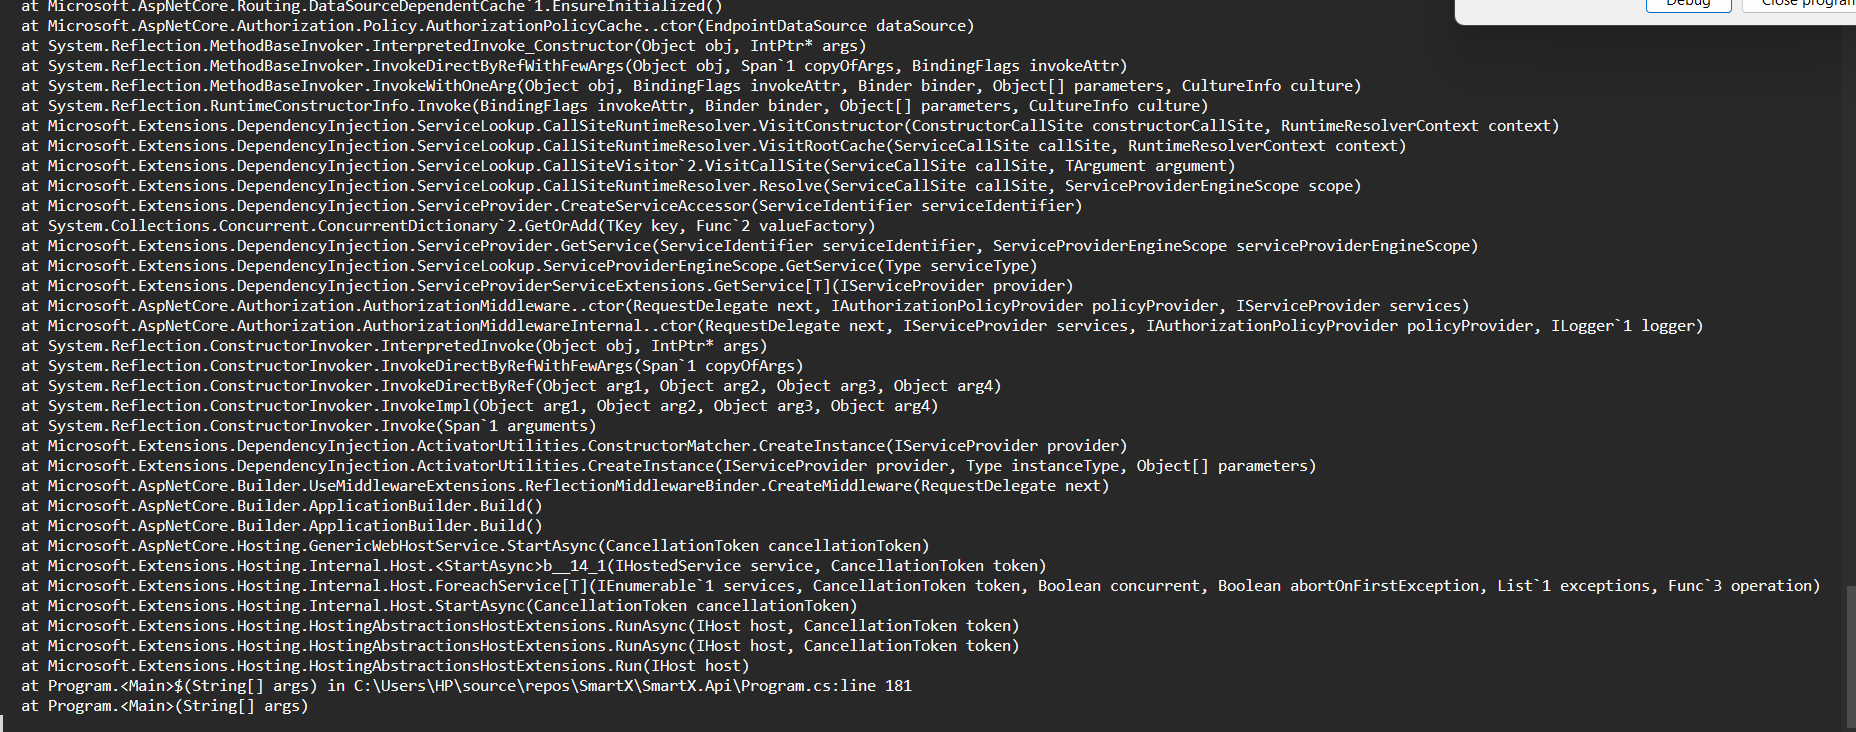 at Microsoft.AspNetCore.Routing.DataSourceDependentCache`1.EnsureInitialized()
Debug
Close program
at Microsoft.AspNetCore.Authorization.Policy.AuthorizationPolicyCache..ctor(EndpointDataSource dataSource)
at System.Reflection.MethodBaseInvoker.InterpretedInvoke_Constructor(Object obj, IntPtr* args)
at System.Reflection.MethodBaseInvoker.InvokeDirectByRefWithFewArgs(Object obj, Span`1 copyOfArgs, BindingFlags invokeAttr)
at System.Reflection.MethodBaseInvoker.InvokeWithOneArg(Object obj, BindingFlags invokeAttr, Binder binder, Object[] parameters, CultureInfo culture)
at System.Reflection.RuntimeConstructorInfo.Invoke(BindingFlags invokeAttr, Binder binder, Object[] parameters, CultureInfo culture)
at Microsoft.Extensions.DependencyInjection.ServiceLookup.CallSiteRuntimeResolver.VisitConstructor(ConstructorCallSite constructorCallSite, RuntimeResolverContext context)
at Microsoft.Extensions.DependencyInjection.ServiceLookup.CallSiteRuntimeResolver.VisitRootCache(ServiceCallSite callSite, RuntimeResolverContext context)
at Microsoft.Extensions.DependencyInjection.ServiceLookup.CallSiteVisitor`2.VisitCallSite(ServiceCallSite callSite, TArgument argument)
at Microsoft.Extensions.DependencyInjection.ServiceLookup.CallSiteRuntimeResolver.Resolve(ServiceCallSite callSite, ServiceProviderEngineScope scope)
at Microsoft.Extensions.DependencyInjection.ServiceProvider.CreateServiceAccessor(ServiceIdentifier serviceIdentifier)
at System.Collections.Concurrent.ConcurrentDictionary`2.GetOrAdd(TKey key, Func`2 valueFactory)
at Microsoft.Extensions.DependencyInjection.ServiceProvider.GetService(ServiceIdentifier serviceIdentifier, ServiceProviderEngineScope serviceProviderEngineScope)
at Microsoft.Extensions.DependencyInjection.ServiceLookup.ServiceProviderEngineScope.GetService(Type serviceType)
at Microsoft.Extensions.DependencyInjection.ServiceProviderServiceExtensions.GetService[T](IServiceProvider provider)
at Microsoft.AspNetCore.Authorization.AuthorizationMiddleware..ctor(RequestDelegate next, IAuthorizationPolicyProvider policyProvider, IServiceProvider services)
at Microsoft.AspNetCore.Authorization.AuthorizationMiddlewareInternal..ctor(RequestDelegate next, IServiceProvider services, IAuthorizationPolicyProvider policyProvider, ILogger`1 logger)
at System.Reflection.ConstructorInvoker.InterpretedInvoke(Object obj, IntPtr* args)
at System.Reflection.ConstructorInvoker.InvokeDirectByRefWithFewArgs(Span`1 copyOfArgs)
at System.Reflection.ConstructorInvoker.InvokeDirectByRef(Object arg1, Object arg2, Object arg3, Object arg4)
at System.Reflection.ConstructorInvoker.InvokeImpl(Object arg1, Object arg2, Object arg3, Object arg4)
at System.Reflection.ConstructorInvoker.Invoke(Span`1 arguments)
at Microsoft.Extensions.DependencyInjection.ActivatorUtilities.ConstructorMatcher.CreateInstance(IServiceProvider provider)
at Microsoft.Extensions.DependencyInjection.ActivatorUtilities.CreateInstance(IServiceProvider provider, Type instanceType, Object[] parameters)
at Microsoft.AspNetCore.Builder.UseMiddlewareExtensions.ReflectionMiddlewareBinder.CreateMiddleware(RequestDelegate next)
at Microsoft.AspNetCore.Builder.ApplicationBuilder.Build()
at Microsoft.AspNetCore.Builder.ApplicationBuilder.Build()
at Microsoft.AspNetCore.Hosting.GenericWebHostService.StartAsync(CancellationToken cancellationToken)
at Microsoft.Extensions.Hosting.Internal.Host.<StartAsync>b__14_1(IHostedService service, CancellationToken token)
at Microsoft.Extensions.Hosting.Internal.Host.ForeachService[T](IEnumerable`1 services, CancellationToken token, Boolean concurrent, Boolean abortOnFirstException, List`1 exceptions, Func`3 operation)
at Microsoft.Extensions.Hosting.Internal.Host.StartAsync(CancellationToken cancellationToken)
at Microsoft.Extensions.Hosting.HostingAbstractionsHostExtensions.RunAsync(IHost host, CancellationToken token)
at Microsoft.Extensions.Hosting.HostingAbstractionsHostExtensions.RunAsync(IHost host, CancellationToken token)
at Microsoft.Extensions.Hosting.HostingAbstractionsHostExtensions.Run(IHost host)
at Program.<Main>$(String[] args) in C:\Users\HP\source\repos\SmartX\SmartX.Api\Program.cs:line 181
at Program.<Main>(String[] args)